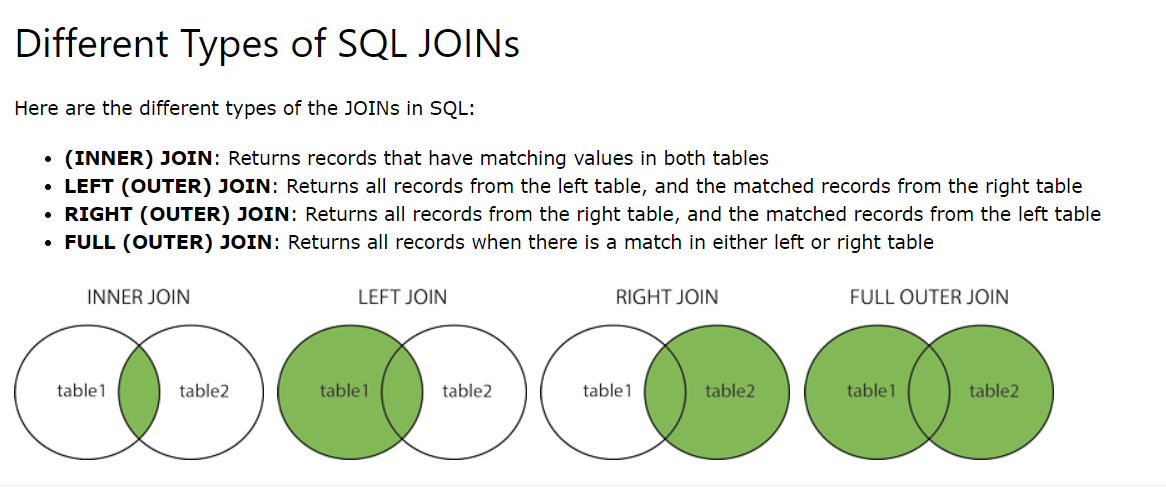 Different Types of SQL JOINs
Here are the different types of the JOINs in SQL:
• (INNER) JOIN: Returns records that have matching values in both tables
• LEFT (OUTER) JOIN: Returns all records from the left table, and the matched records from the right table
• RIGHT (OUTER) JOIN: Returns all records from the right table, and the matched records from the left table
• FULL (OUTER) JOIN: Returns all records when there is a match in either left or right table
INNER JOIN
table1
table2
LEFT JOIN
table1
table2
RIGHT JOIN
table1
table2
FULL OUTER JOIN
table1
table2